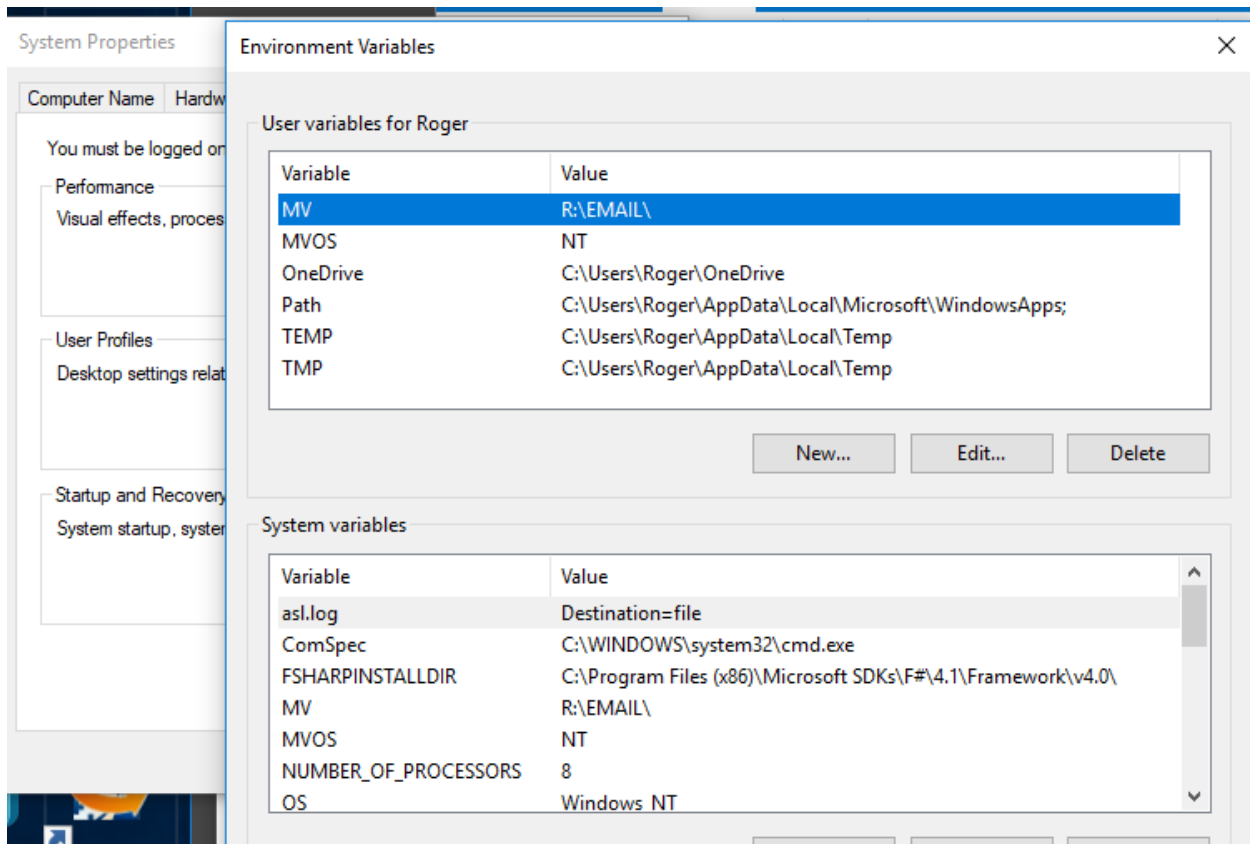 System Properties
Environment Variables
Computer Name Hardw
User variables for Roger
You must be logged on
Variable Value
Performance
MV R:\EMAIL\
Visual effects, proces
MVOS NT
OneDrive C:\Users\Roger\OneDrive
Path C:\Users\Roger\AppData\Local\Microsoft\WindowsApps;
User Profiles
TEMP C:\Users\Roger\AppData\Local\Temp
Desktop settings relat
TMP C:\Users\Roger\AppData\Local\Temp
New... Edit... Delete
Startup and Recovery
System startup, system
System variables
Variable Value
asl.log Destination=file
ComSpec C:\WINDOWS\system32\cmd.exe
FSHARPINSTALLDIR C:\Program Files (x86)\Microsoft SDKs\F#\4.1\Framework\v4.0\
MV R:\EMAIL\
MVOS NT
NUMBER_OF_PROCESSORS 8
OS Windows_NT